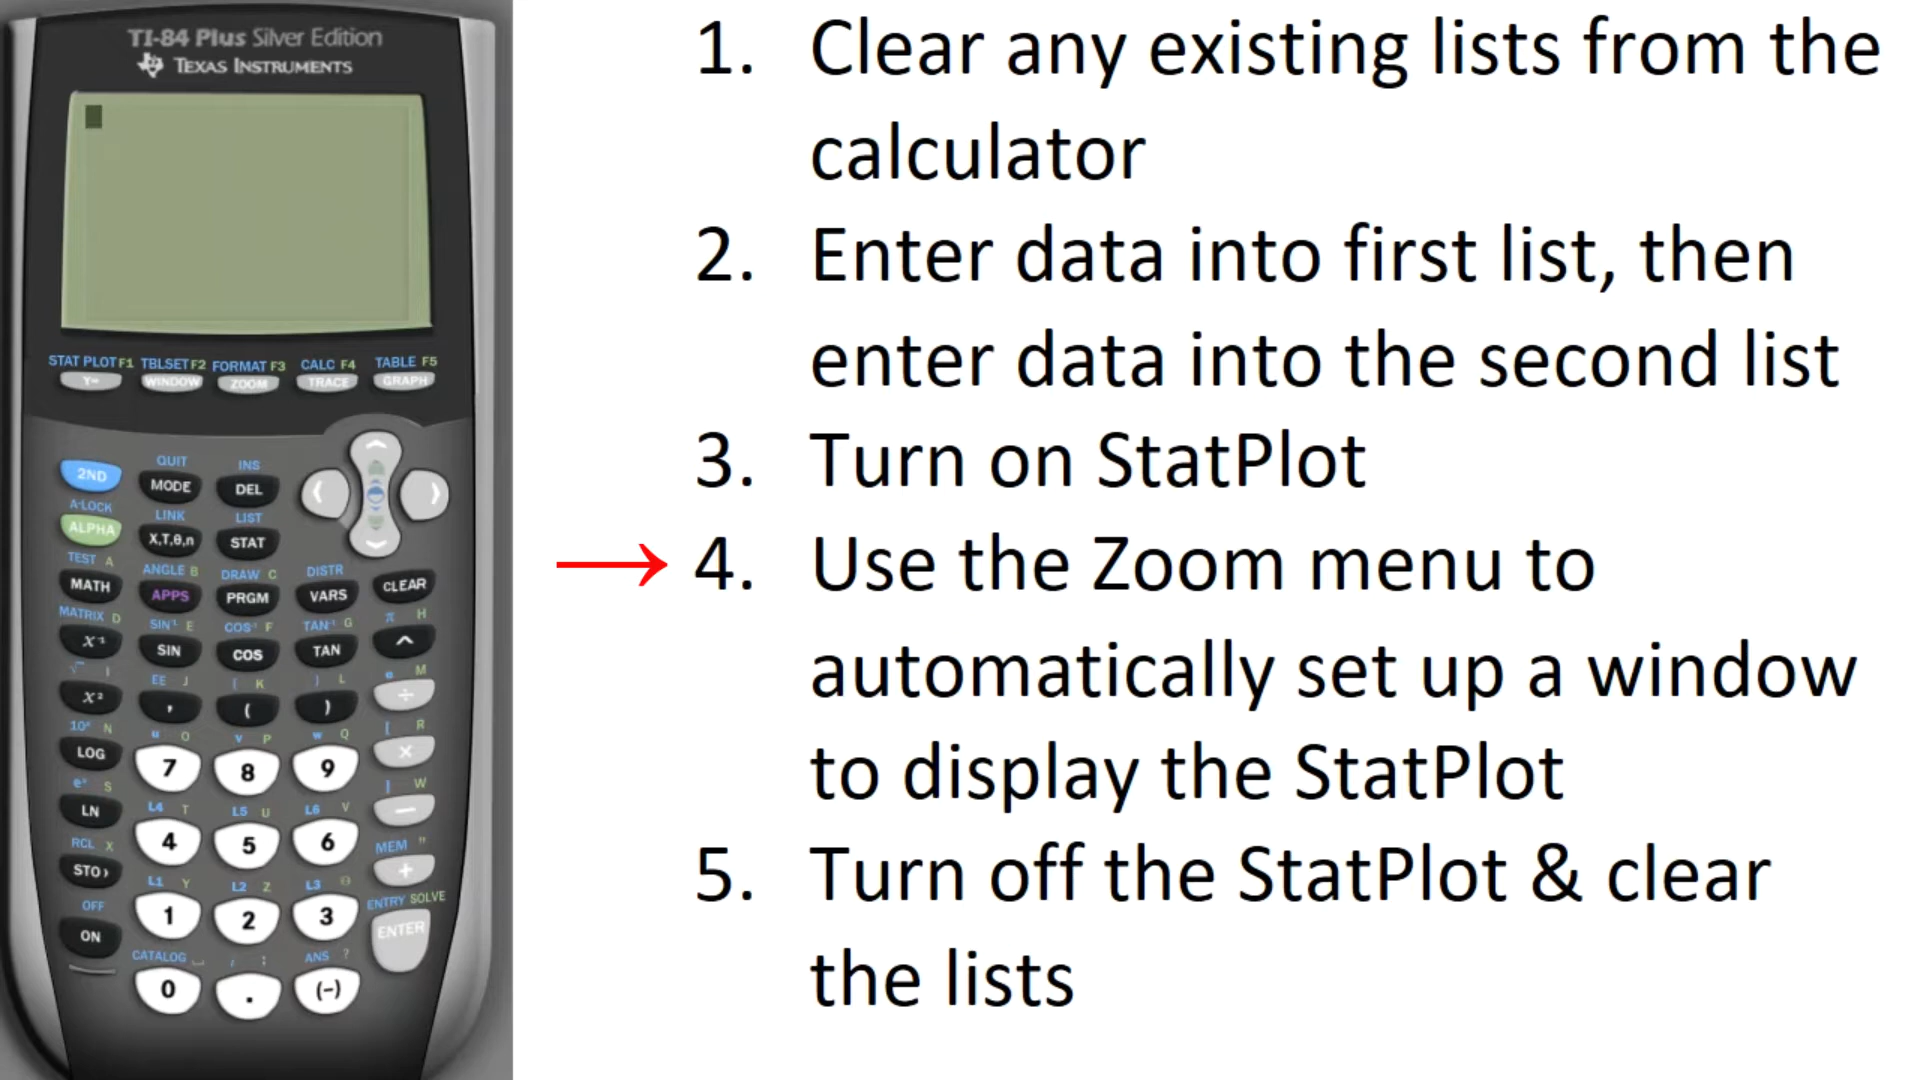 TI-84 Plus Silver Edition
TEXAS INSTRUMENTS
STAT PLOT F1 TBLSET F2 FORMAT F3 CALC F4 TABLE F5
Y= WINDOW ZOOM TRACE GRAPH
QUIT INS
2ND MODE DEL
A-LOCK LINK LIST
ALPHA X,T,θ,n STAT
TEST A ANGLE B DRAW C DISTR
MATH APPS PRGM VARS CLEAR
MATRIX D SIN⁻¹ E COS⁻¹ F TAN⁻¹ G π H
X⁻¹ SIN COS TAN ^
√ I EE J { K } L e M
X² , ( ) ÷
10ˣ N u O v P w Q [ R
LOG 7 8 9 ×
eˣ S L4 T L5 U L6 V ] W
LN 4 5 6 −
RCL X L1 Y L2 Z L3 θ MEM "
STO› 1 2 3 +
OFF CATALOG i : ANS ? ENTRY SOLVE
ON 0 . (−) ENTER
1. Clear any existing lists from the
calculator
2. Enter data into first list, then
enter data into the second list
3. Turn on StatPlot
4. Use the Zoom menu to
automatically set up a window
to display the StatPlot
5. Turn off the StatPlot & clear
the lists